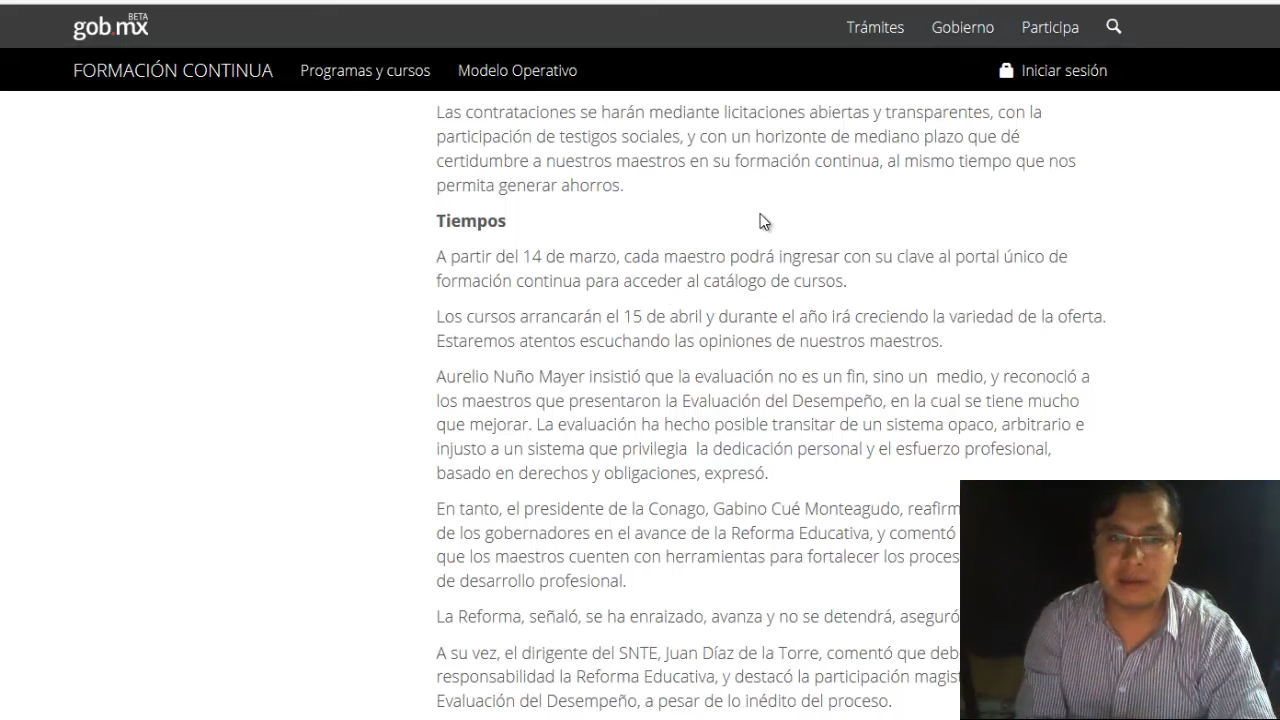 gob.mx BETA
Trámites Gobierno Participa
FORMACIÓN CONTINUA Programas y cursos Modelo Operativo Iniciar sesión
Las contrataciones se harán mediante licitaciones abiertas y transparentes, con la
participación de testigos sociales, y con un horizonte de mediano plazo que dé
certidumbre a nuestros maestros en su formación continua, al mismo tiempo que nos
permita generar ahorros.
Tiempos
A partir del 14 de marzo, cada maestro podrá ingresar con su clave al portal único de
formación continua para acceder al catálogo de cursos.
Los cursos arrancarán el 15 de abril y durante el año irá creciendo la variedad de la oferta.
Estaremos atentos escuchando las opiniones de nuestros maestros.
Aurelio Nuño Mayer insistió que la evaluación no es un fin, sino un medio, y reconoció a
los maestros que presentaron la Evaluación del Desempeño, en la cual se tiene mucho
que mejorar. La evaluación ha hecho posible transitar de un sistema opaco, arbitrario e
injusto a un sistema que privilegia la dedicación personal y el esfuerzo profesional,
basado en derechos y obligaciones, expresó.
En tanto, el presidente de la Conago, Gabino Cué Monteagudo, reafirm
de los gobernadores en el avance de la Reforma Educativa, y comentó
que los maestros cuenten con herramientas para fortalecer los proces
de desarrollo profesional.
La Reforma, señaló, se ha enraizado, avanza y no se detendrá, aseguró
A su vez, el dirigente del SNTE, Juan Díaz de la Torre, comentó que deb
responsabilidad la Reforma Educativa, y destacó la participación magist
Evaluación del Desempeño, a pesar de lo inédito del proceso.